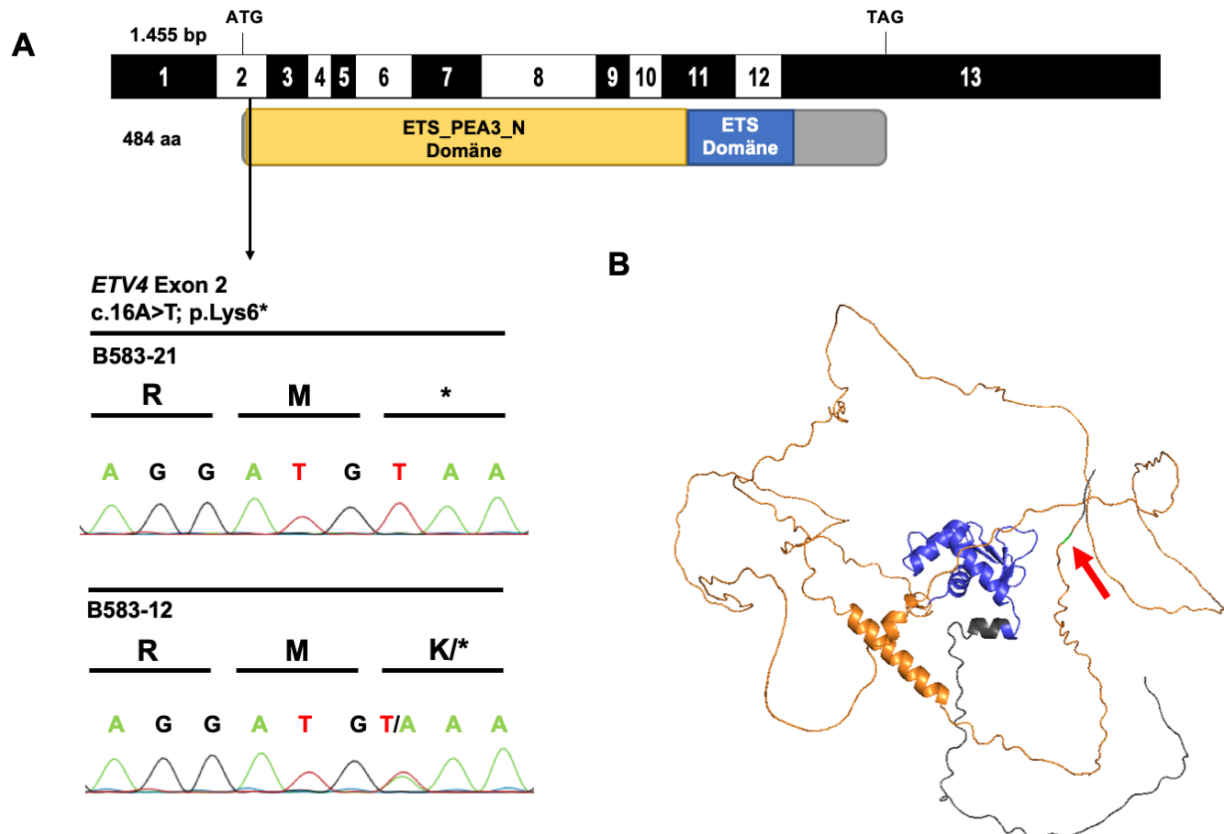 A
ATG
TAG
1.455 bp
1 2 3 4 5 6 7 8 9 10 11 12 13
484 aa
ETS_PEA3_N
Domäne
ETS
Domäne
ETV4 Exon 2
c.16A>T; p.Lys6*
B583-21
R M *
A G G A T G T A A
B583-12
R M K/*
A G G A T G T/A A A
B